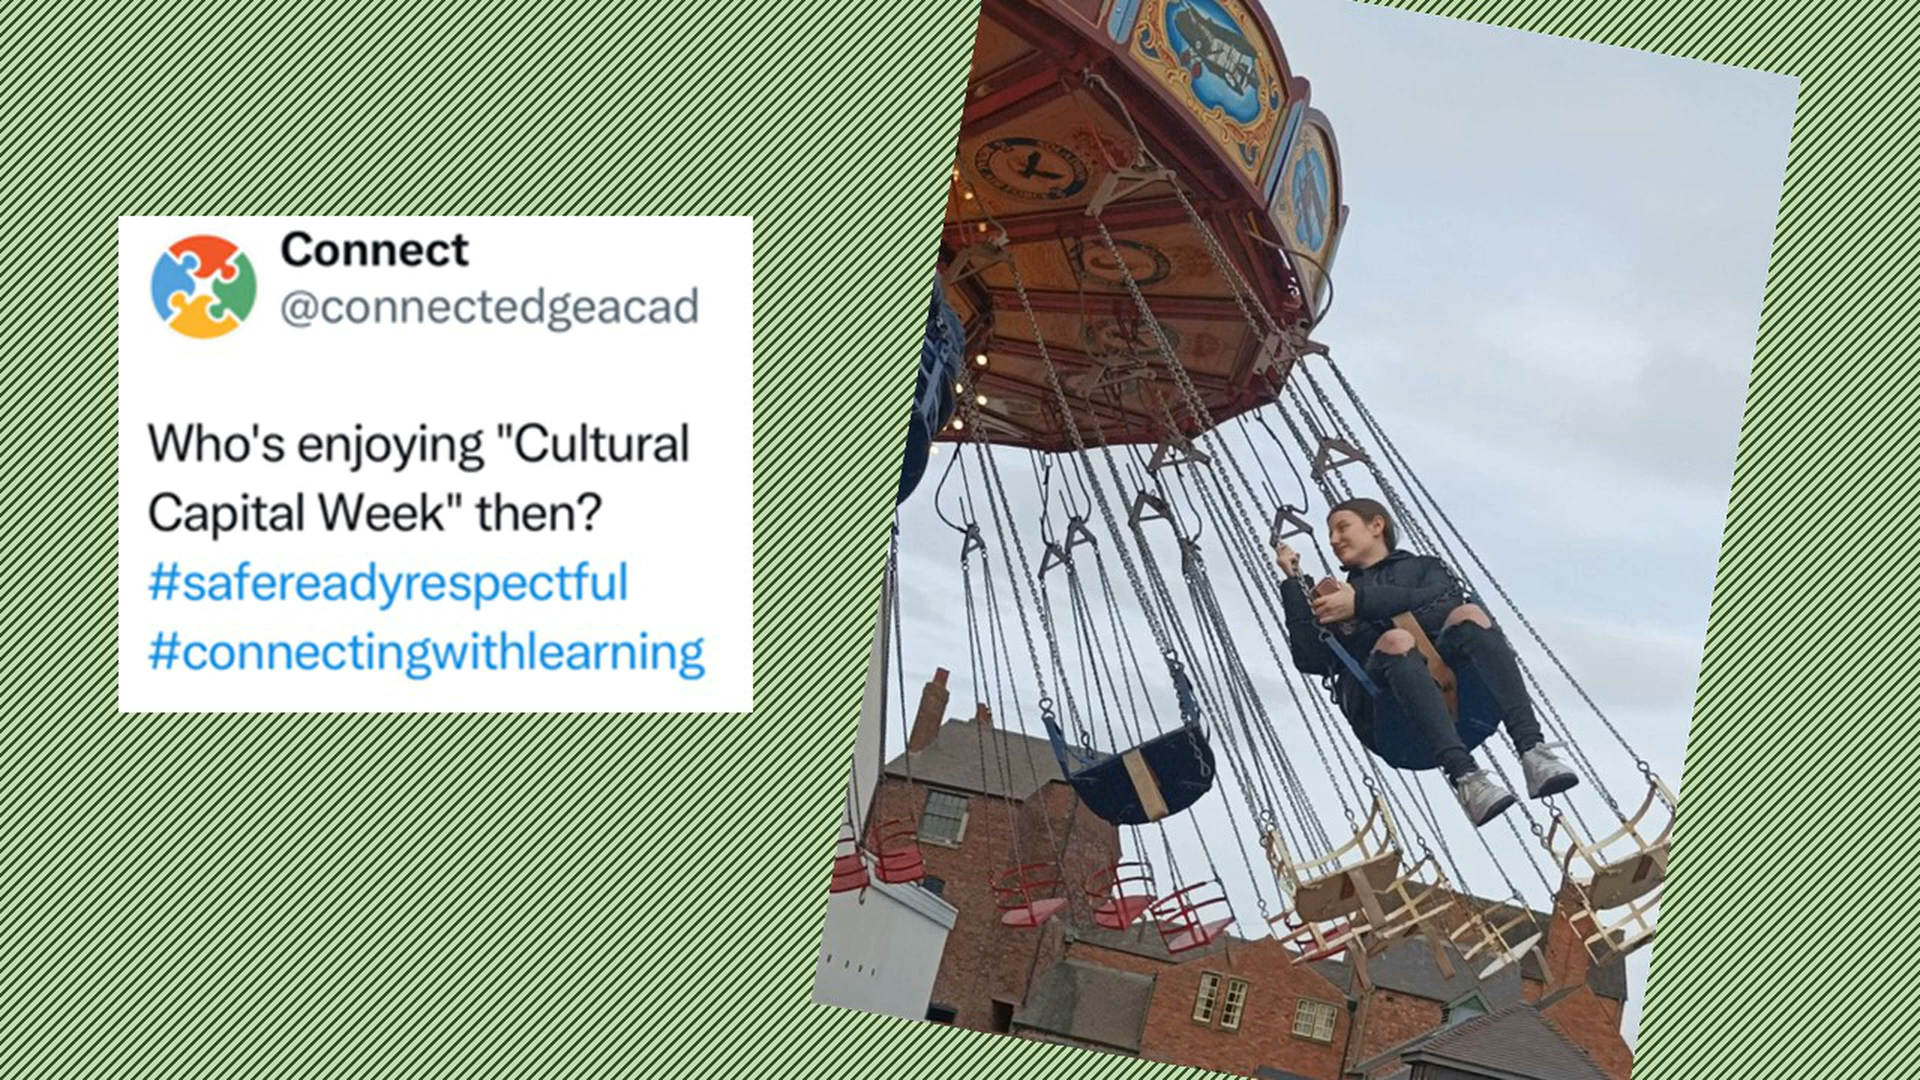 Connect
@connectedgeacad
Who's enjoying "Cultural
Capital Week" then?
#safereadyrespectful
#connectingwithlearning